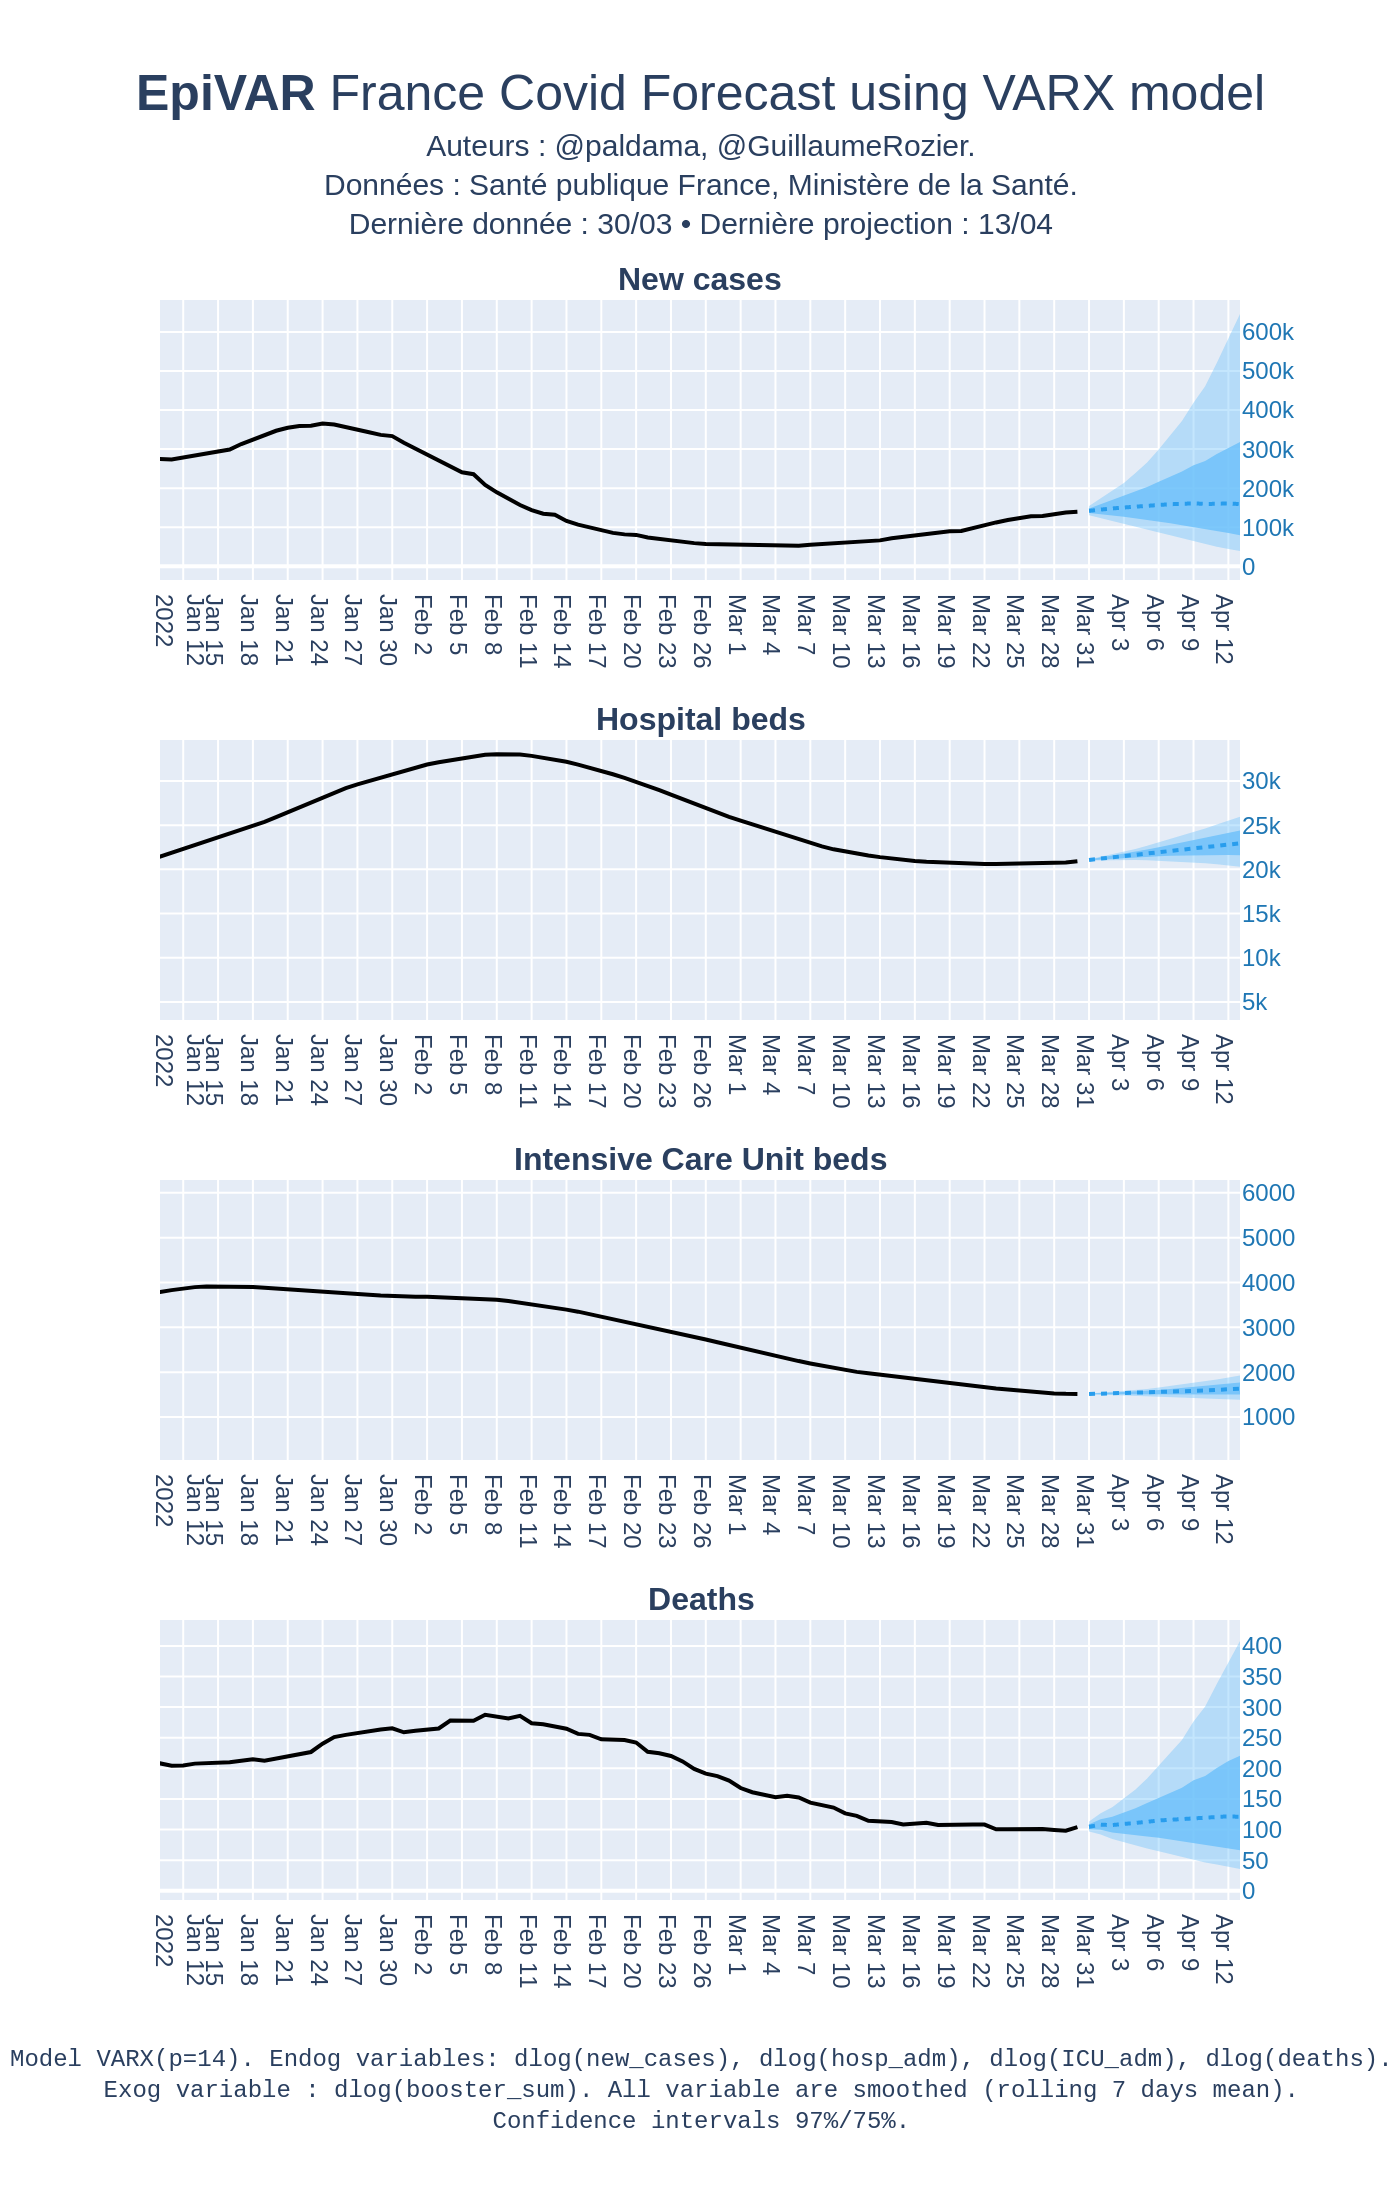 EpiVAR France Covid Forecast using VARX model
Auteurs : @paldama, @GuillaumeRozier.
Données : Santé publique France, Ministère de la Santé.
Dernière donnée : 30/03 • Dernière projection : 13/04
New cases
600k
500k
400k
300k
200k
100k
0
Jan 12
2022
Jan 15
Jan 18
Jan 21
Jan 24
Jan 27
Jan 30
Feb 2
Feb 5
Feb 8
Feb 11
Feb 14
Feb 17
Feb 20
Feb 23
Feb 26
Mar 1
Mar 4
Mar 7
Mar 10
Mar 13
Mar 16
Mar 19
Mar 22
Mar 25
Mar 28
Mar 31
Apr 3
Apr 6
Apr 9
Apr 12
Hospital beds
30k
25k
20k
15k
10k
5k
Jan 12
2022
Jan 15
Jan 18
Jan 21
Jan 24
Jan 27
Jan 30
Feb 2
Feb 5
Feb 8
Feb 11
Feb 14
Feb 17
Feb 20
Feb 23
Feb 26
Mar 1
Mar 4
Mar 7
Mar 10
Mar 13
Mar 16
Mar 19
Mar 22
Mar 25
Mar 28
Mar 31
Apr 3
Apr 6
Apr 9
Apr 12
Intensive Care Unit beds
6000
5000
4000
3000
2000
1000
Jan 12
2022
Jan 15
Jan 18
Jan 21
Jan 24
Jan 27
Jan 30
Feb 2
Feb 5
Feb 8
Feb 11
Feb 14
Feb 17
Feb 20
Feb 23
Feb 26
Mar 1
Mar 4
Mar 7
Mar 10
Mar 13
Mar 16
Mar 19
Mar 22
Mar 25
Mar 28
Mar 31
Apr 3
Apr 6
Apr 9
Apr 12
Deaths
400
350
300
250
200
150
100
50
0
Jan 12
2022
Jan 15
Jan 18
Jan 21
Jan 24
Jan 27
Jan 30
Feb 2
Feb 5
Feb 8
Feb 11
Feb 14
Feb 17
Feb 20
Feb 23
Feb 26
Mar 1
Mar 4
Mar 7
Mar 10
Mar 13
Mar 16
Mar 19
Mar 22
Mar 25
Mar 28
Mar 31
Apr 3
Apr 6
Apr 9
Apr 12
Model VARX(p=14). Endog variables: dlog(new_cases), dlog(hosp_adm), dlog(ICU_adm), dlog(deaths).
Exog variable : dlog(booster_sum). All variable are smoothed (rolling 7 days mean).
Confidence intervals 97%/75%.